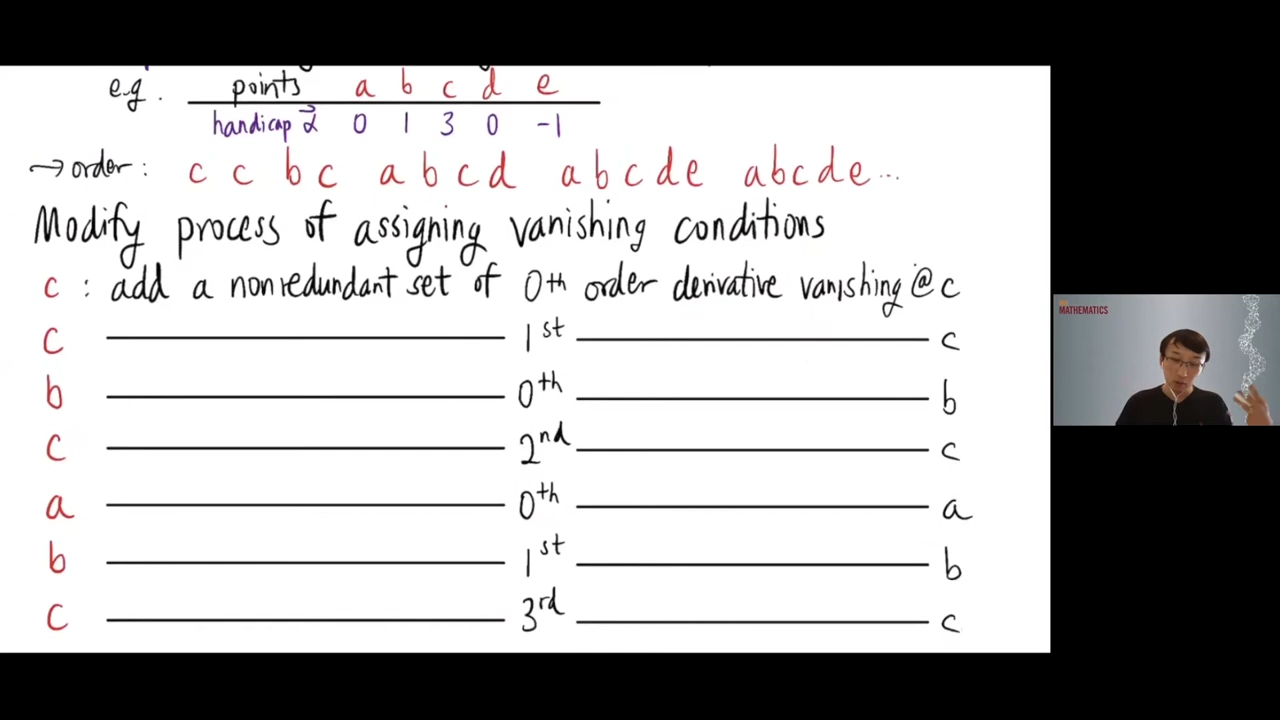 e.g. points a b c d e
handicap α⃗ 0 1 3 0 -1
→ order: c c b c a b c d a b c d e a b c d e ...
Modify process of assigning vanishing conditions
c : add a nonredundant set of 0th order derivative vanishing @ c
c 1st c
b 0th b
c 2nd c
a 0th a
b 1st b
c 3rd c
MATHEMATICS